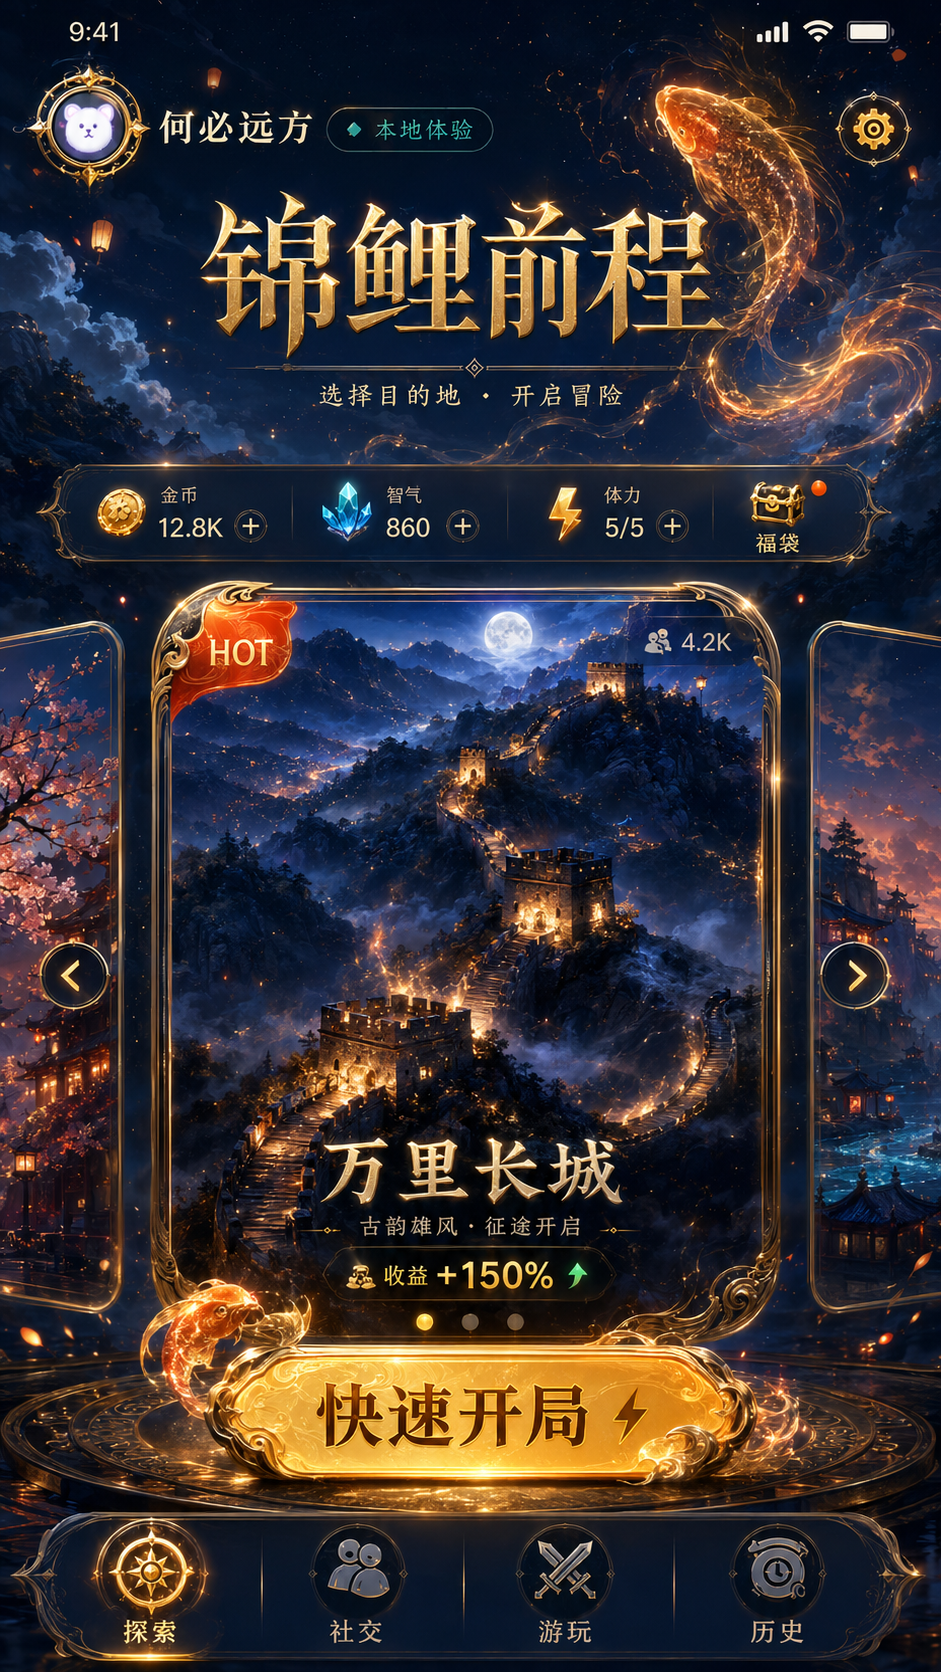 9:41
何必远方
本地体验
锦鲤前程
选择目的地 · 开启冒险
金币
12.8K +
智气
860 +
体力
5/5 +
福袋
HOT
4.2K
万里长城
古韵雄风 · 征途开启
收益 +150%
快速开局
探索
社交
游玩
历史